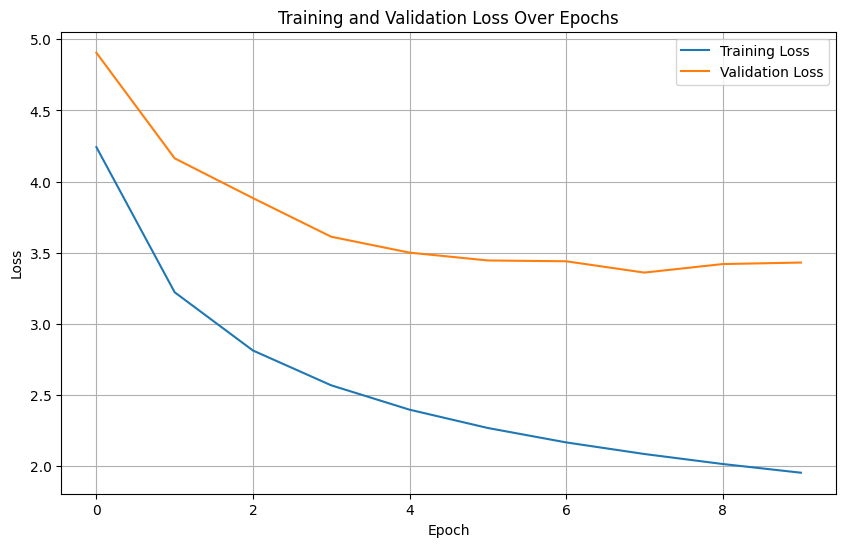 Training and Validation Loss Over Epochs
Training Loss
Validation Loss
5.0
4.5
4.0
3.5
3.0
2.5
2.0
Loss
0 2 4 6 8
Epoch